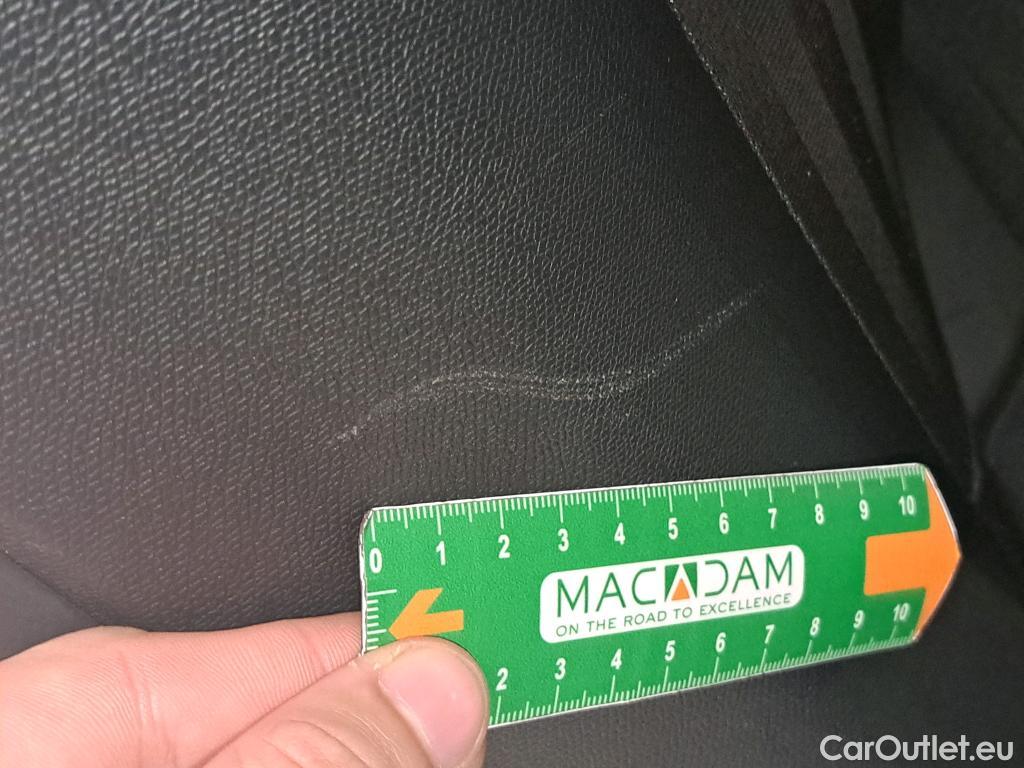 0 1 2 3 4 5 6 7 8 9 10
MACADAM
ON THE ROAD TO EXCELLENCE
2 3 4 5 6 7 8 9 10
CarOutlet.eu